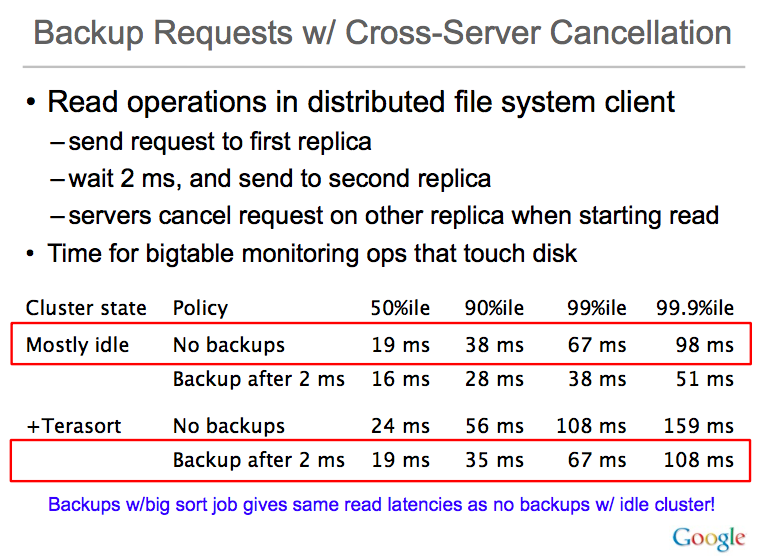 Backup Requests w/ Cross-Server Cancellation
• Read operations in distributed file system client
–send request to first replica
–wait 2 ms, and send to second replica
–servers cancel request on other replica when starting read
• Time for bigtable monitoring ops that touch disk
Cluster state Policy 50%ile 90%ile 99%ile 99.9%ile
Mostly idle No backups 19 ms 38 ms 67 ms 98 ms
Backup after 2 ms 16 ms 28 ms 38 ms 51 ms
+Terasort No backups 24 ms 56 ms 108 ms 159 ms
Backup after 2 ms 19 ms 35 ms 67 ms 108 ms
Backups w/big sort job gives same read latencies as no backups w/ idle cluster!
Google